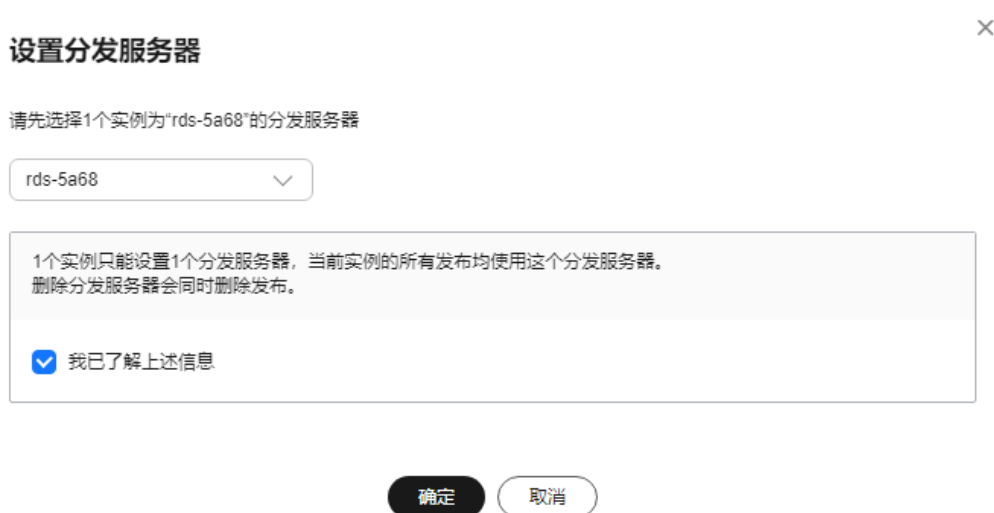 设置分发服务器
请先选择1个实例为“rds-5a68”的分发服务器
rds-5a68
1个实例只能设置1个分发服务器，当前实例的所有发布均使用这个分发服务器。
删除分发服务器会同时删除发布。
我已了解上述信息
确定
取消